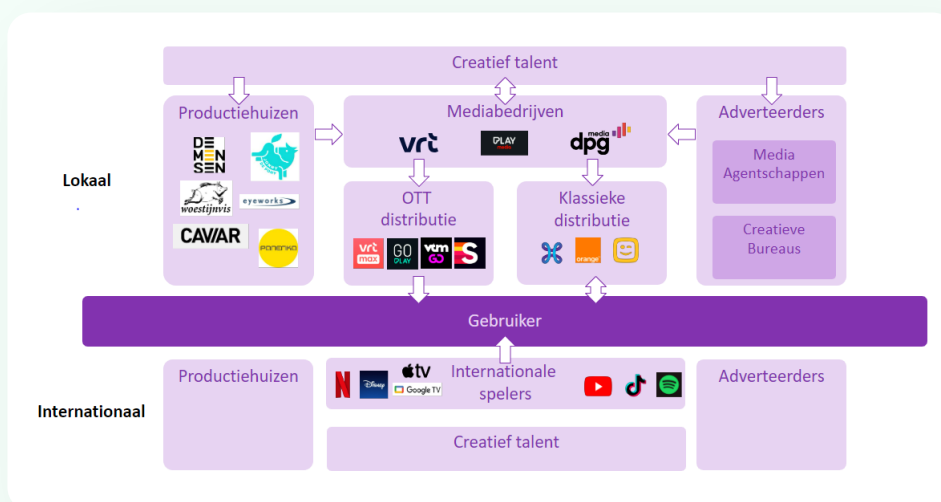 Creatief talent
Productiehuizen
Mediabedrijven
Adverteerders
DE
MEN
SEN
woestijnvis
eyeworks
CAVIAR
PANENKA
vrt
PLAY
media
media
dpg
Media
Agentschappen
Creatieve
Bureaus
Lokaal
OTT
distributie
vrt
max
GO
PLAY
vtm
GO
S
Klassieke
distributie
orange
Gebruiker
Internationaal
Productiehuizen
N
Disney
tv
Google TV
Internationale
spelers
Adverteerders
Creatief talent